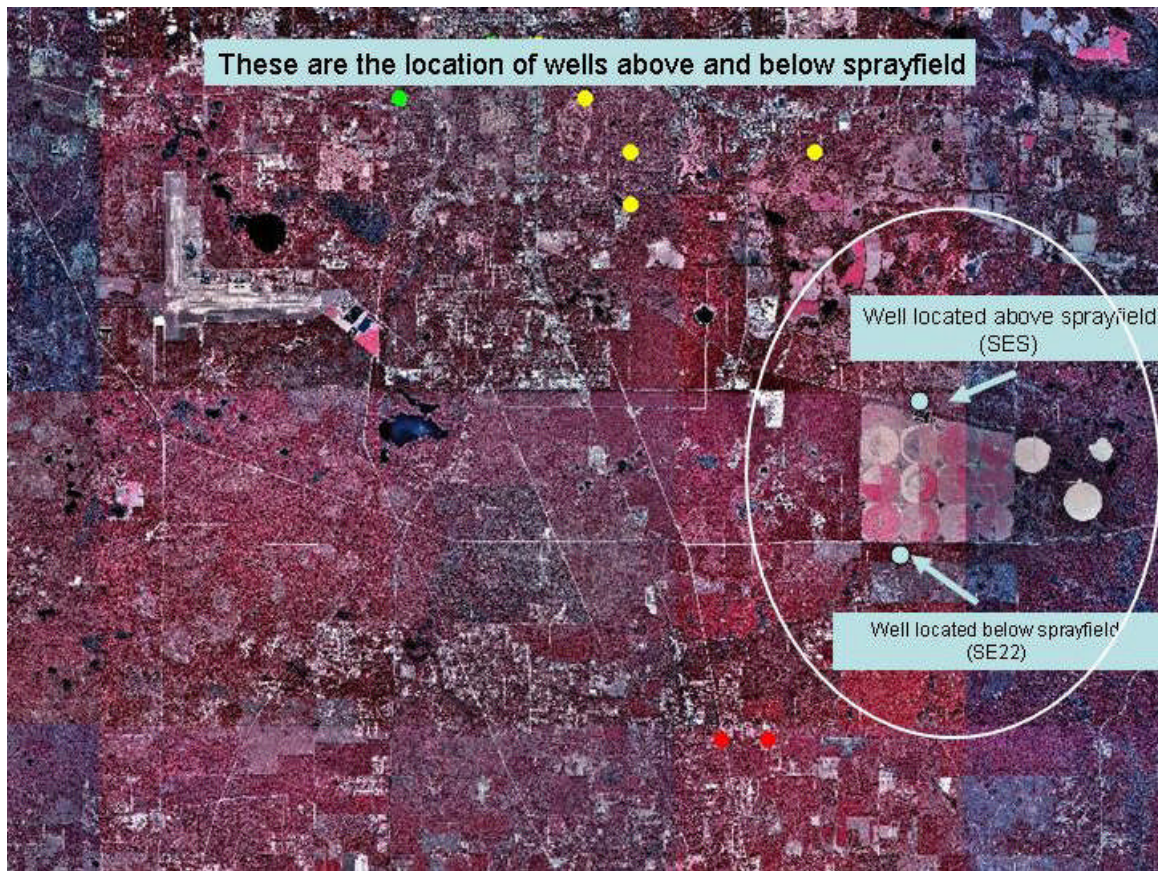 These are the location of wells above and below sprayfield
Well located above sprayfield
(SES)
Well located below sprayfield
(SE22)